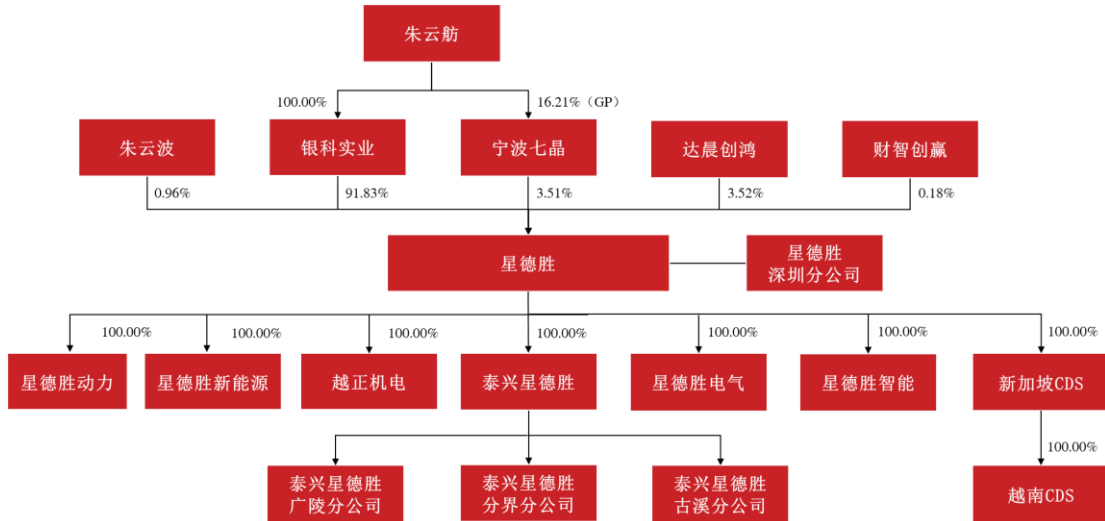 朱云舫
100.00%
16.21%（GP）
朱云波
银科实业
宁波七晶
达晨创鸿
财智创赢
0.96%
91.83%
3.51%
3.52%
0.18%
星德胜
星德胜
深圳分公司
100.00%
100.00%
100.00%
100.00%
100.00%
100.00%
100.00%
星德胜动力
星德胜新能源
越正机电
泰兴星德胜
星德胜电气
星德胜智能
新加坡CDS
100.00%
泰兴星德胜
广陵分公司
泰兴星德胜
分界分公司
泰兴星德胜
古溪分公司
越南CDS